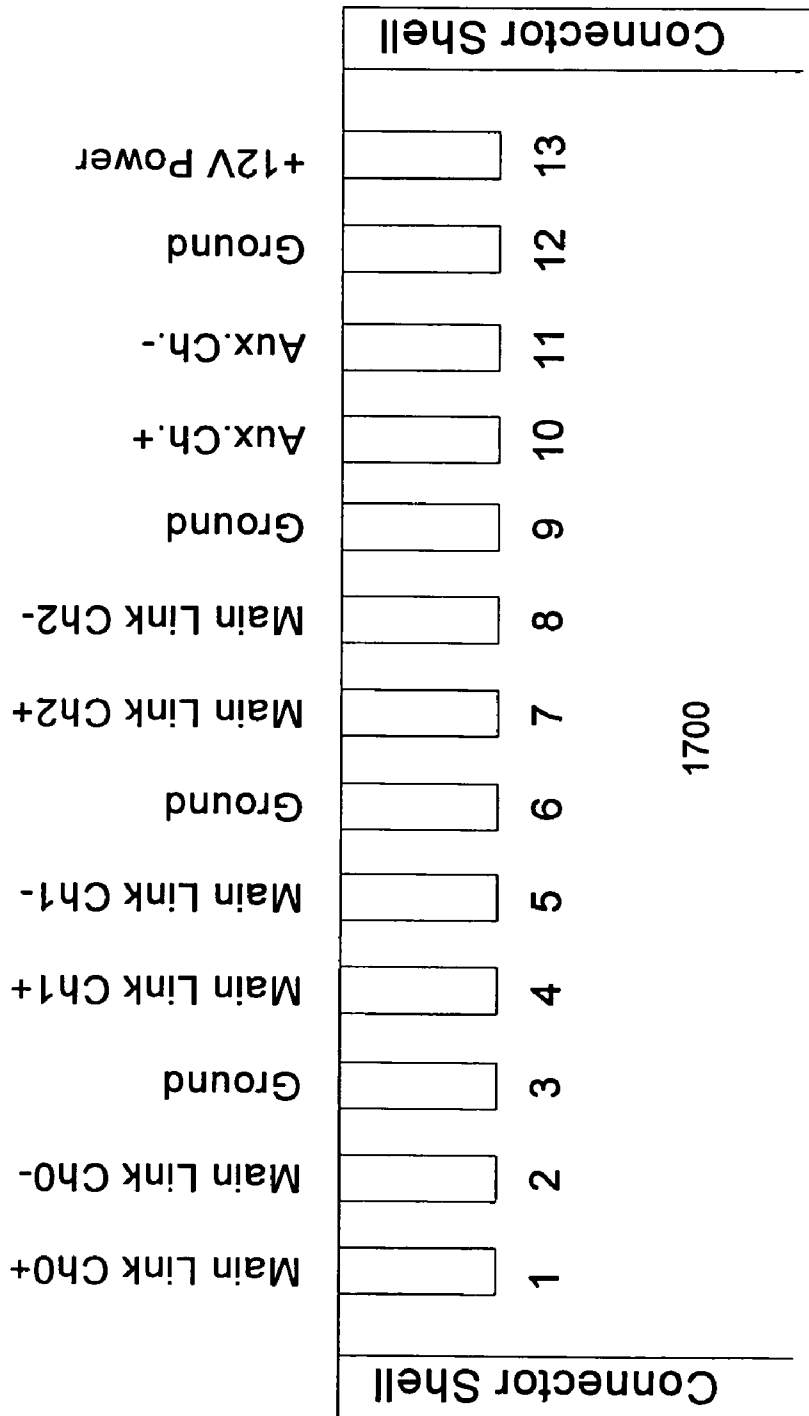 Connector Shell
Main Link Ch0+
1
Main Link Ch0-
2
Ground
3
Main Link Ch1+
4
Main Link Ch1-
5
Ground
6
Main Link Ch2+
7
Main Link Ch2-
8
Ground
9
Aux.Ch.+
10
Aux.Ch.-
11
Ground
12
+12V Power
13
Connector Shell
1700